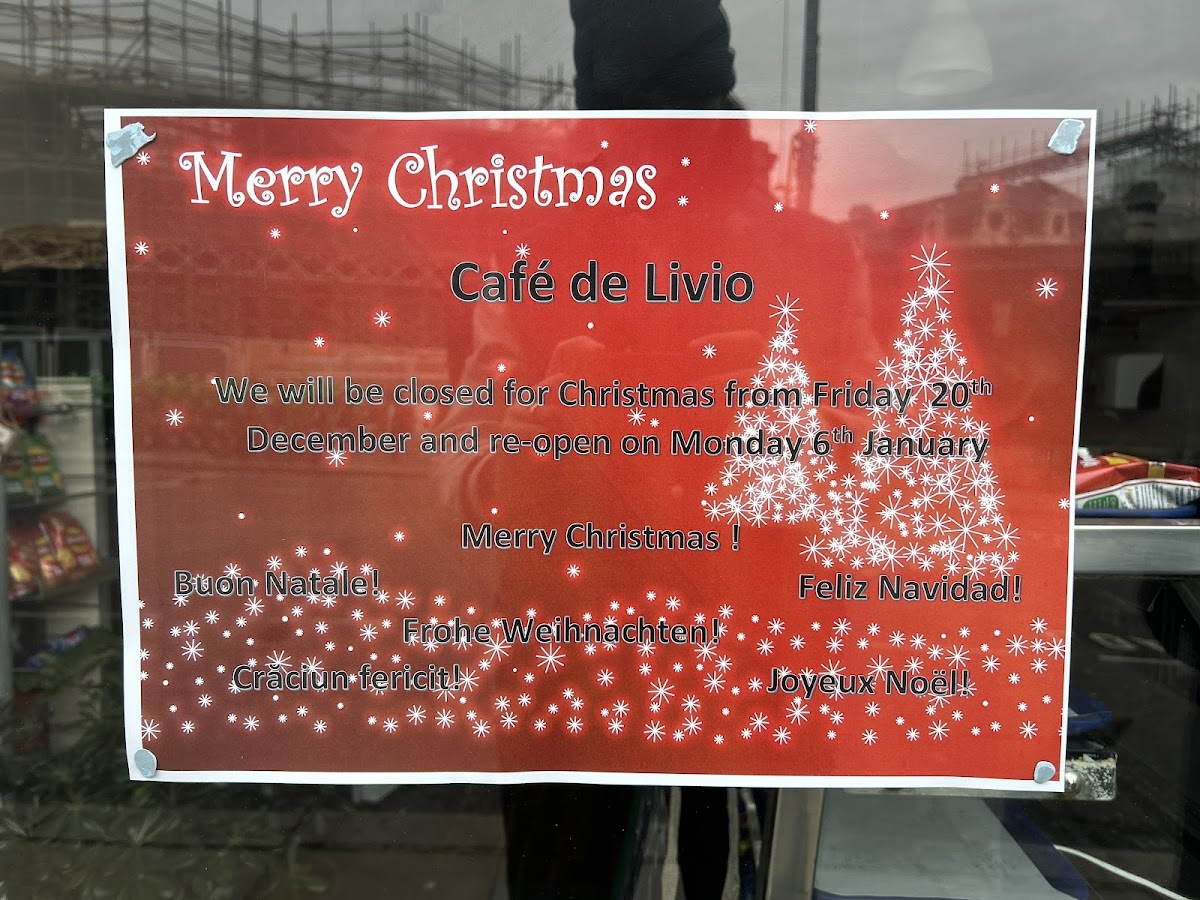 Merry Christmas
Café de Livio
We will be closed for Christmas from Friday 20th
December and re-open on Monday 6th January
Merry Christmas !
Buon Natale!
Feliz Navidad!
Frohe Weihnachten!
Crăciun fericit!
Joyeux Noël!